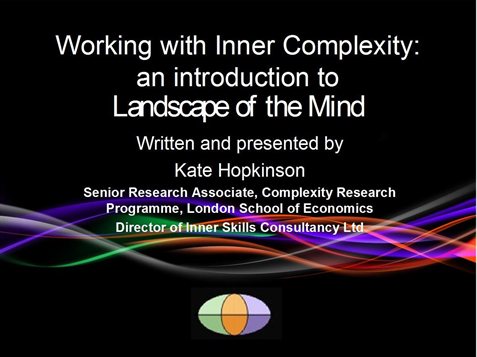 Working with Inner Complexity:
an introduction to
Landscape of the Mind
Written and presented by
Kate Hopkinson
Senior Research Associate, Complexity Research
Programme, London School of Economics
Director of Inner Skills Consultancy Ltd